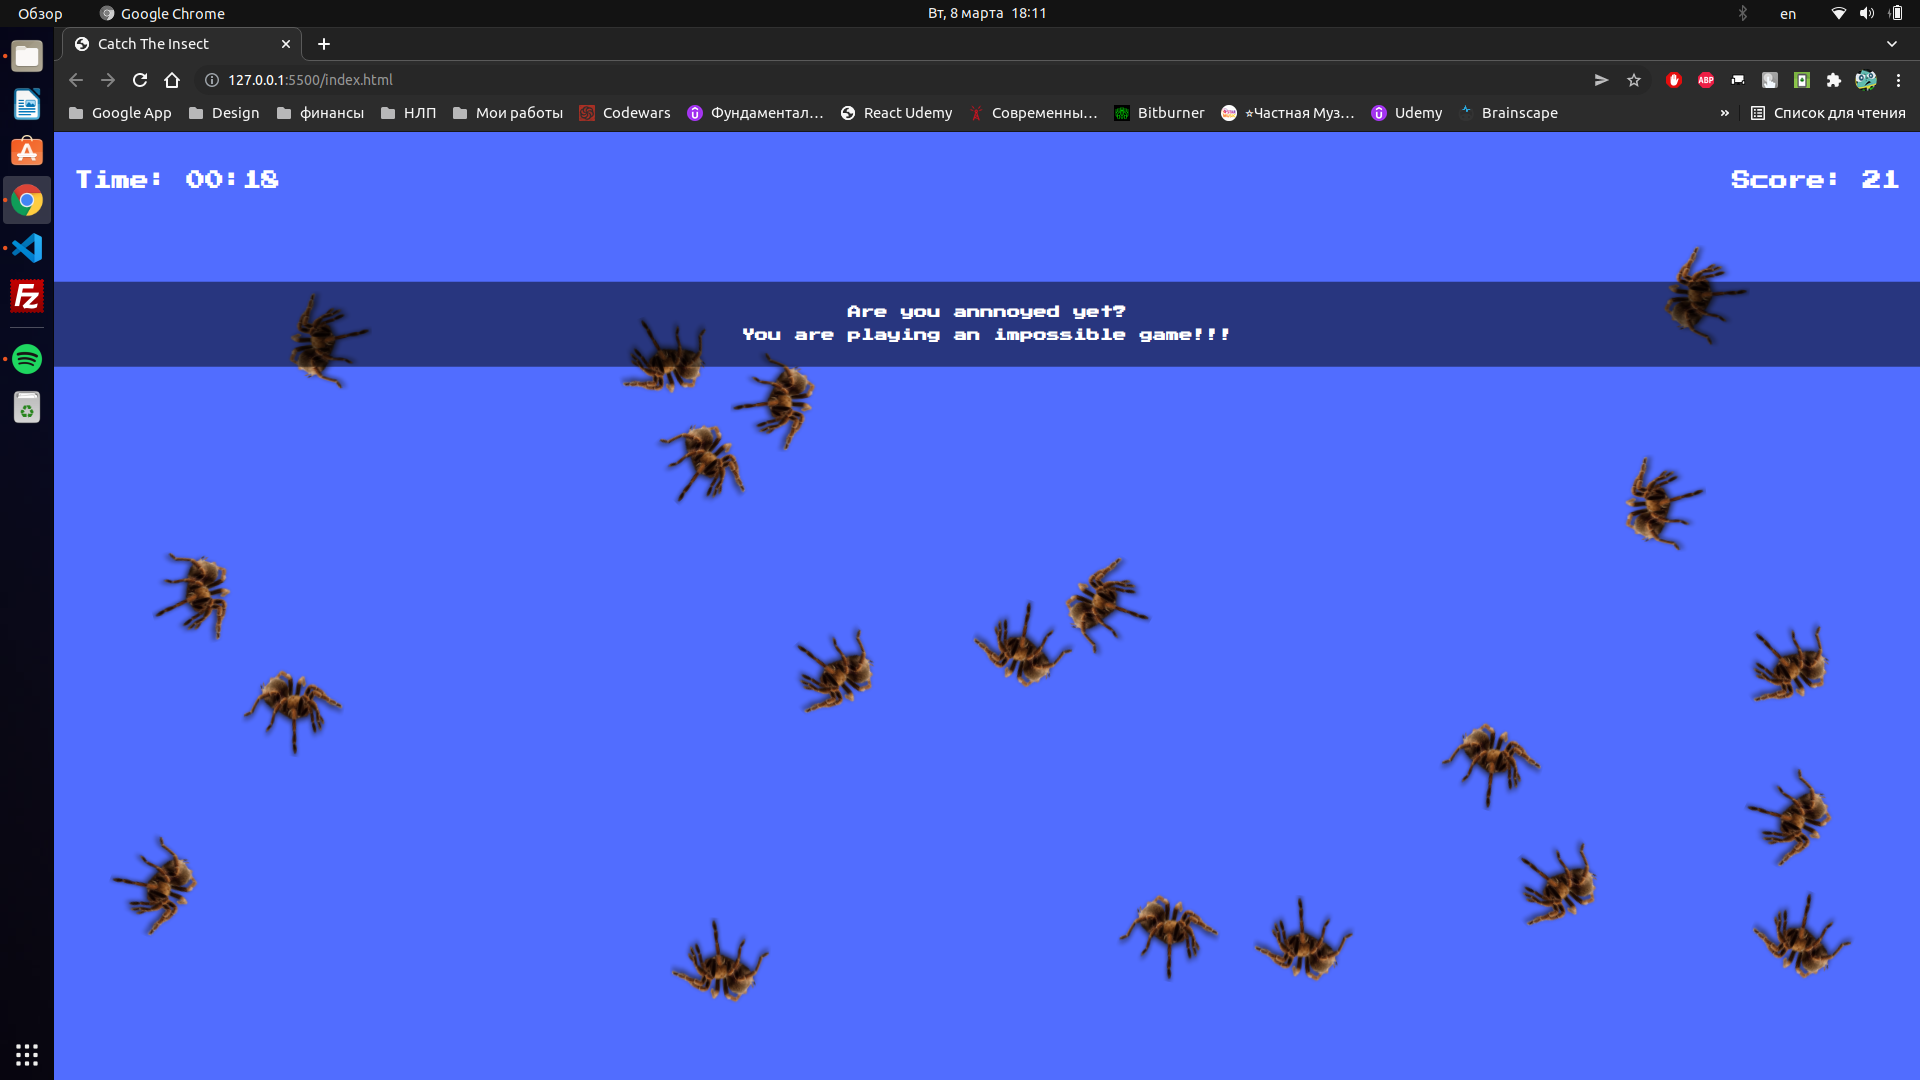 Обзор
Google Chrome
Вт, 8 марта 18:11
en
Catch The Insect
127.0.0.1:5500/index.html
ABP
Google App
Design
финансы
НЛП
Мои работы
Codewars
Фундаментал...
React Udemy
Современны...
Bitburner
⭐Частная Муз...
Udemy
Brainscape
»
Список для чтения
Time: 00:18
Score: 21
Are you annnoyed yet?
You are playing an impossible game!!!
Fz